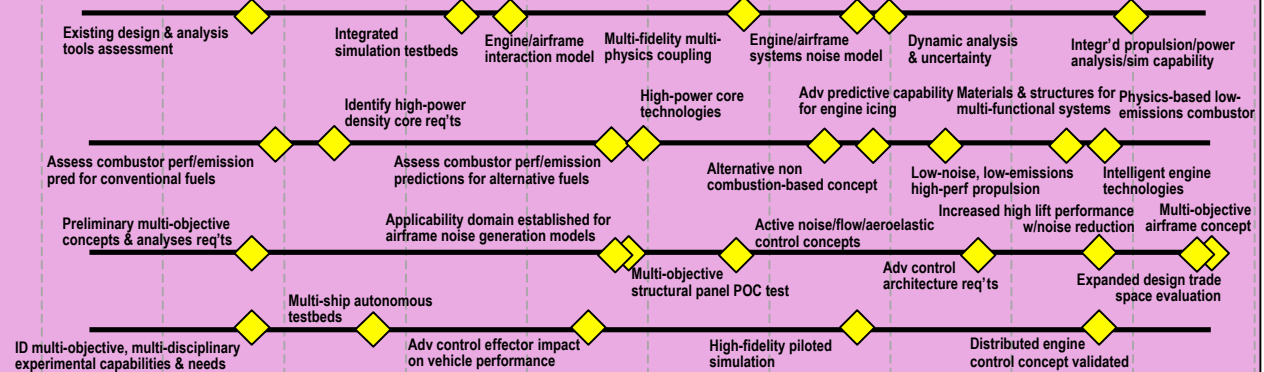 Existing design & analysis
tools assessment
Integrated
simulation testbeds
Engine/airframe
interaction model
Multi-fidelity multi-
physics coupling
Engine/airframe
systems noise model
Dynamic analysis
& uncertainty
Integr'd propulsion/power
analysis/sim capability
Assess combustor perf/emission
pred for conventional fuels
Identify high-power
density core req'ts
Assess combustor perf/emission
predictions for alternative fuels
High-power core
technologies
Alternative non
combustion-based concept
Adv predictive capability
for engine icing
Low-noise, low-emissions
high-perf propulsion
Materials & structures for
multi-functional systems
Intelligent engine
technologies
Physics-based low-
emissions combustor
Preliminary multi-objective
concepts & analyses req'ts
Applicability domain established for
airframe noise generation models
Multi-objective
structural panel POC test
Active noise/flow/aeroelastic
control concepts
Adv control
architecture req'ts
Increased high lift performance
w/noise reduction
Expanded design trade
space evaluation
Multi-objective
airframe concept
ID multi-objective, multi-disciplinary
experimental capabilities & needs
Multi-ship autonomous
testbeds
Adv control effector impact
on vehicle performance
High-fidelity piloted
simulation
Distributed engine
control concept validated